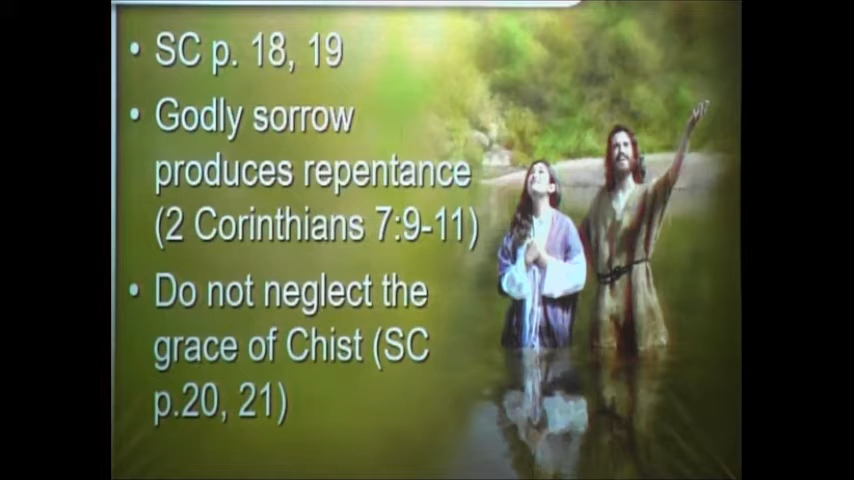 • SC p. 18, 19
• Godly sorrow
produces repentance
(2 Corinthians 7:9-11)
• Do not neglect the
grace of Chist (SC
p.20, 21)